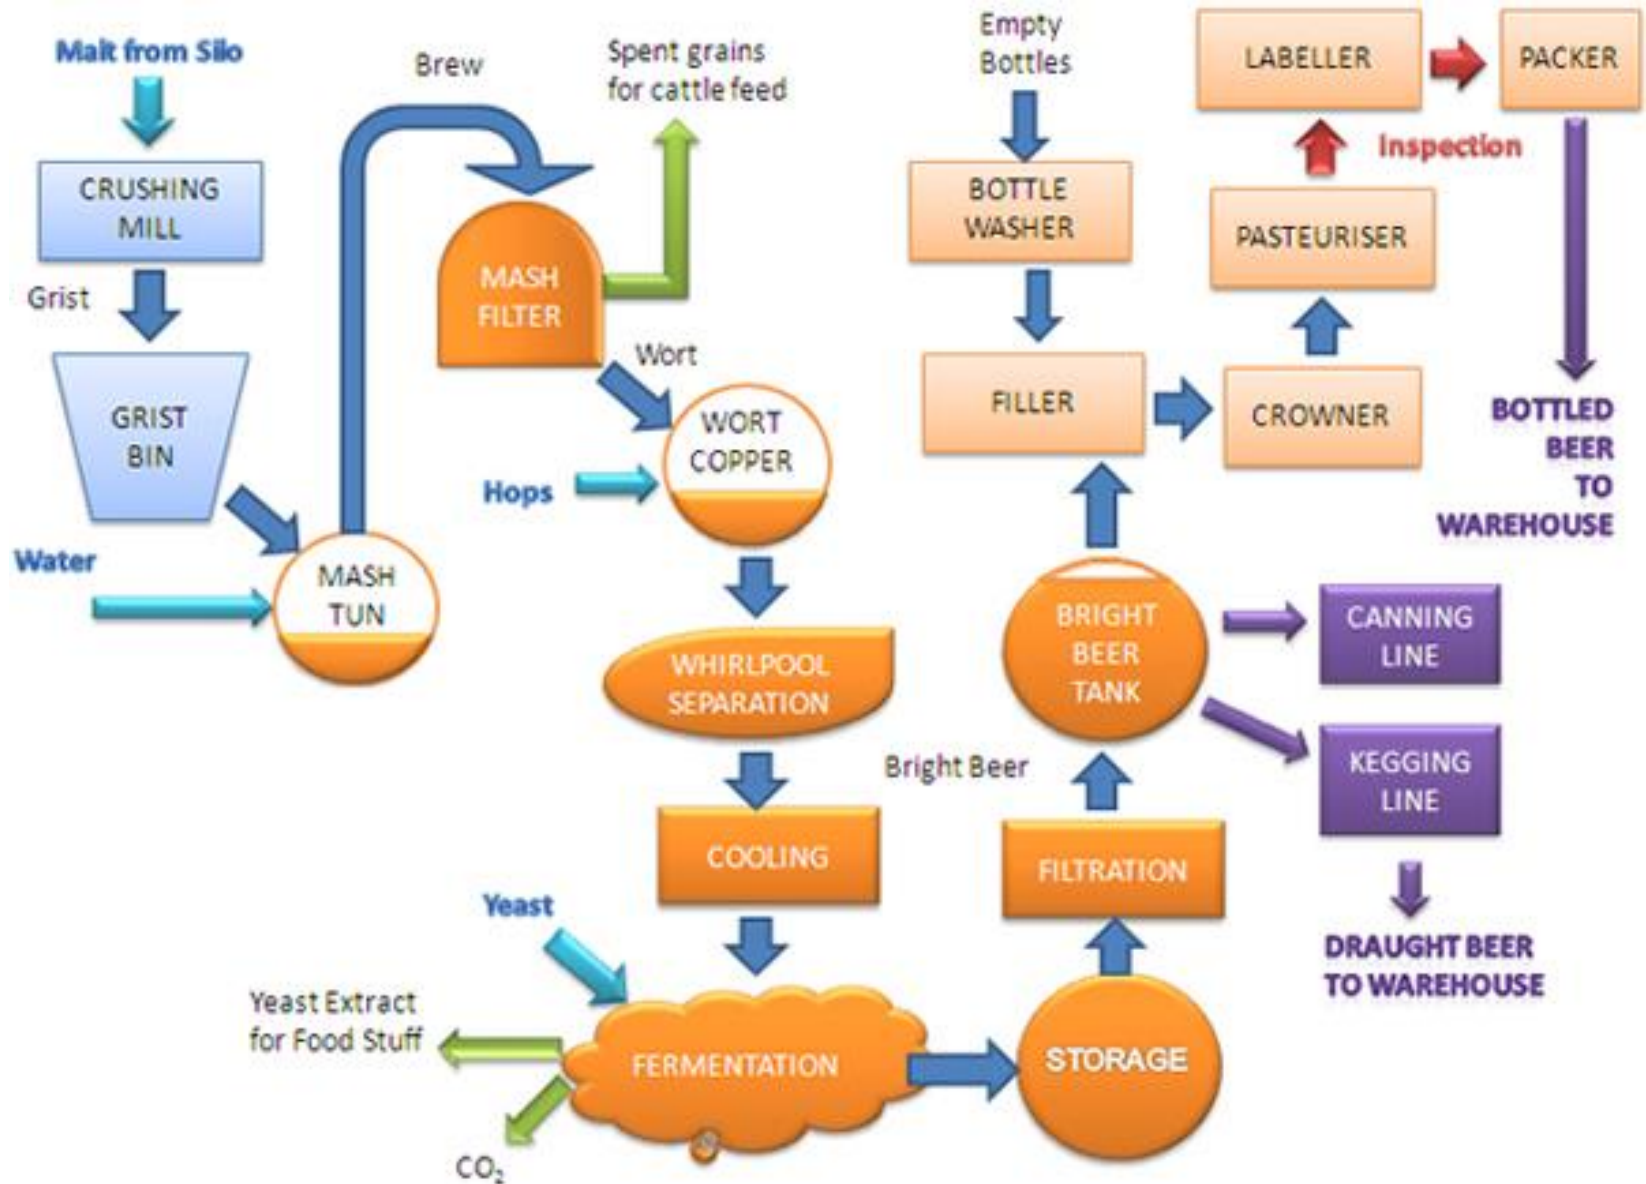 Malt from Silo
CRUSHING
MILL
Grist
GRIST
BIN
Water
MASH
TUN
Brew
MASH
FILTER
Spent grains
for cattle feed
Wort
WORT
COPPER
Hops
WHIRLPOOL
SEPARATION
COOLING
Yeast
FERMENTATION
Yeast Extract
for Food Stuff
CO₂
STORAGE
FILTRATION
Bright Beer
BRIGHT
BEER
TANK
Empty
Bottles
BOTTLE
WASHER
FILLER
CROWNER
PASTEURISER
Inspection
LABELLER
PACKER
BOTTLED
BEER
TO
WAREHOUSE
CANNING
LINE
KEGGING
LINE
DRAUGHT BEER
TO WAREHOUSE